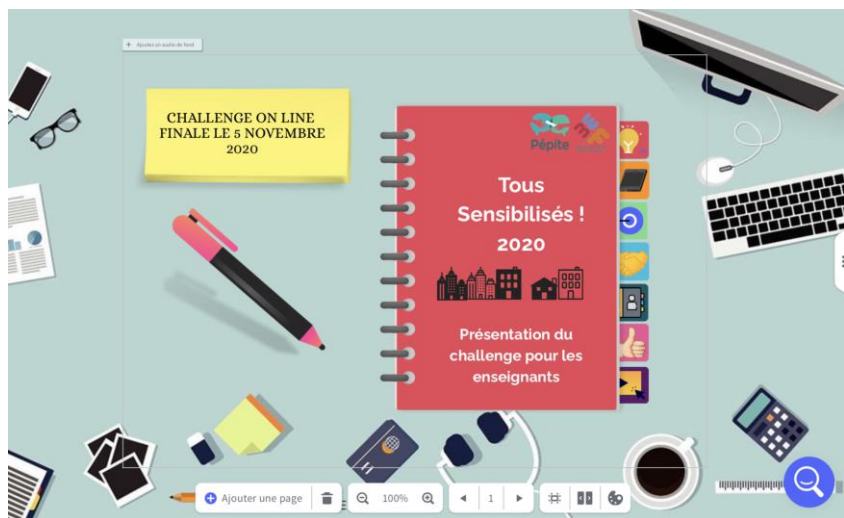 + Ajoutez un audio de fond
CHALLENGE ON LINE
FINALE LE 5 NOVEMBRE
2020
Pépite
Tous
Sensibilisés !
2020
Présentation du
challenge pour les
enseignants
Ajouter une page
100%
1